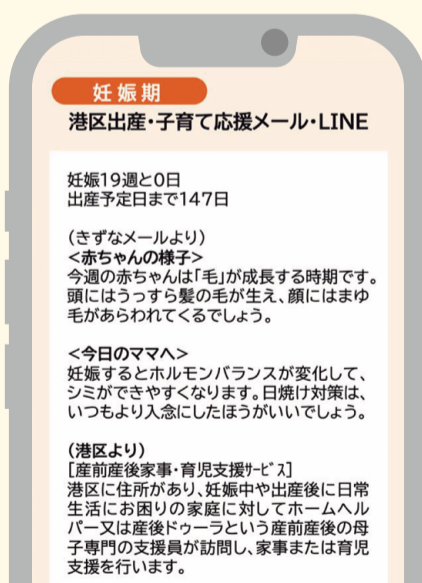 妊娠期
港区出産・子育て応援メール・LINE
妊娠19週と0日
出産予定日まで147日
（きずなメールより）
<赤ちゃんの様子>
今週の赤ちゃんは「毛」が成長する時期です。
頭にはうっすら髪の毛が生え、顔にはまゆ
毛があらわれてくるでしょう。
<今日のママへ>
妊娠するとホルモンバランスが変化して、
シミができやすくなります。日焼け対策は、
いつもより入念にしたほうがいいでしょう。
（港区より）
[産前産後家事・育児支援ｻｰﾋﾞｽ]
港区に住所があり、妊娠中や出産後に日常
生活にお困りの家庭に対してホームヘル
パー又は産後ドゥーラという産前産後の母
子専門の支援員が訪問し、家事または育児
支援を行います。